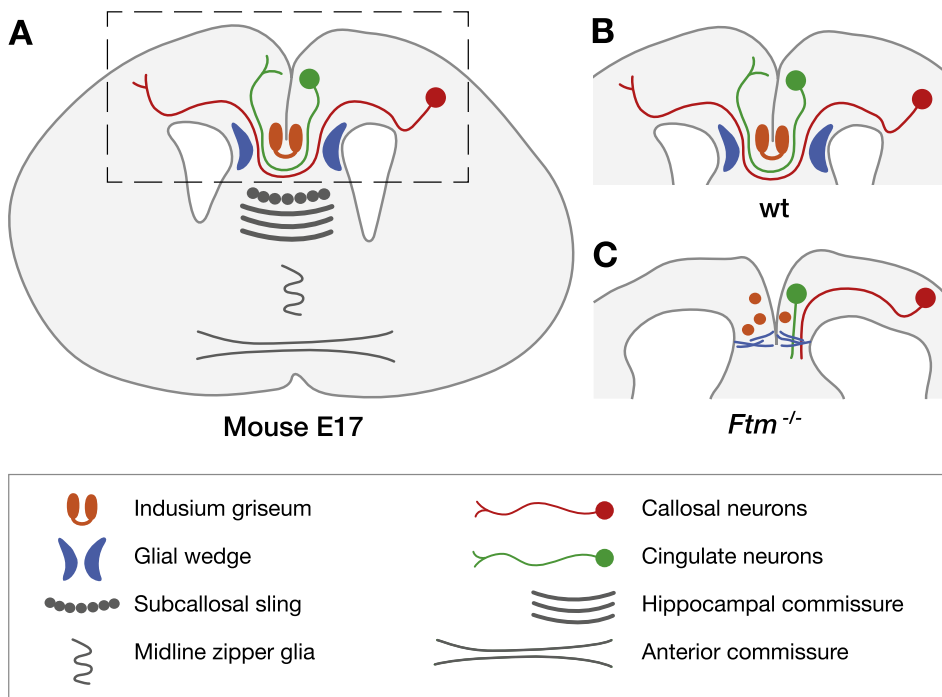 A
B
wt
C
Mouse E17
Ftm -/-
Indusium griseum
Callosal neurons
Glial wedge
Cingulate neurons
Subcallosal sling
Hippocampal commissure
Midline zipper glia
Anterior commissure